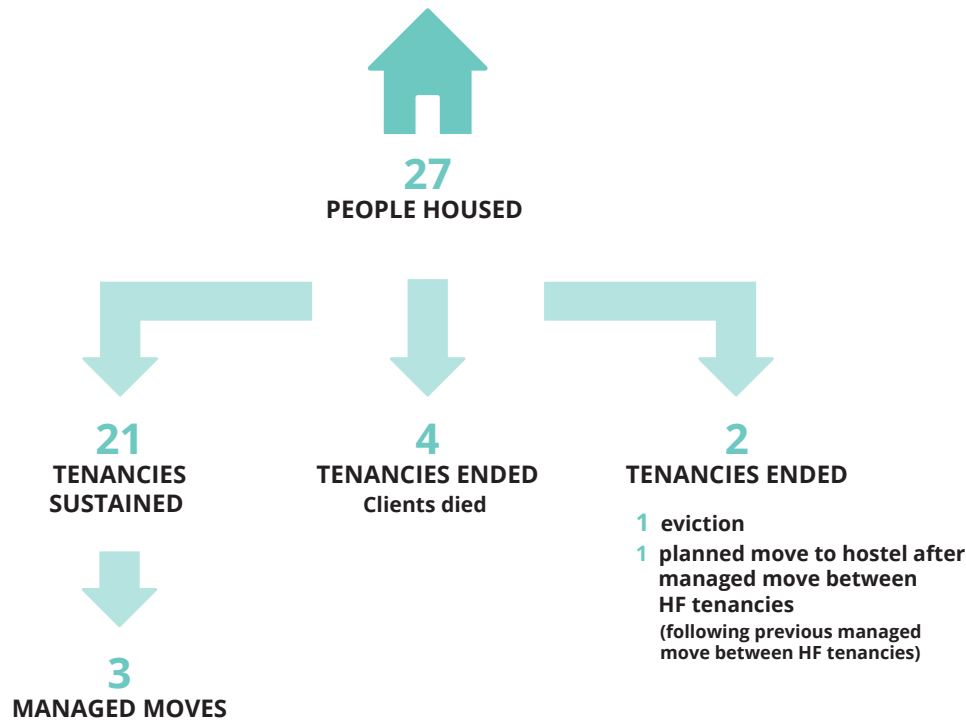 27
PEOPLE HOUSED
21
TENANCIES
SUSTAINED
4
TENANCIES ENDED
Clients died
2
TENANCIES ENDED
1 eviction
1 planned move to hostel after
managed move between
HF tenancies
(following previous managed
move between HF tenancies)
3
MANAGED MOVES